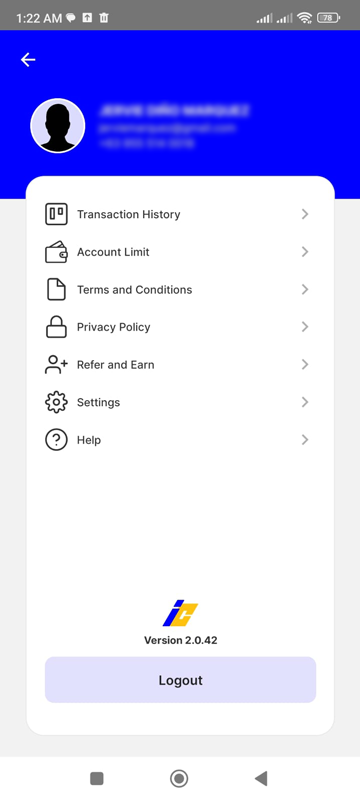 1:22 AM
78
Transaction History
Account Limit
Terms and Conditions
Privacy Policy
Refer and Earn
Settings
Help
Version 2.0.42
Logout